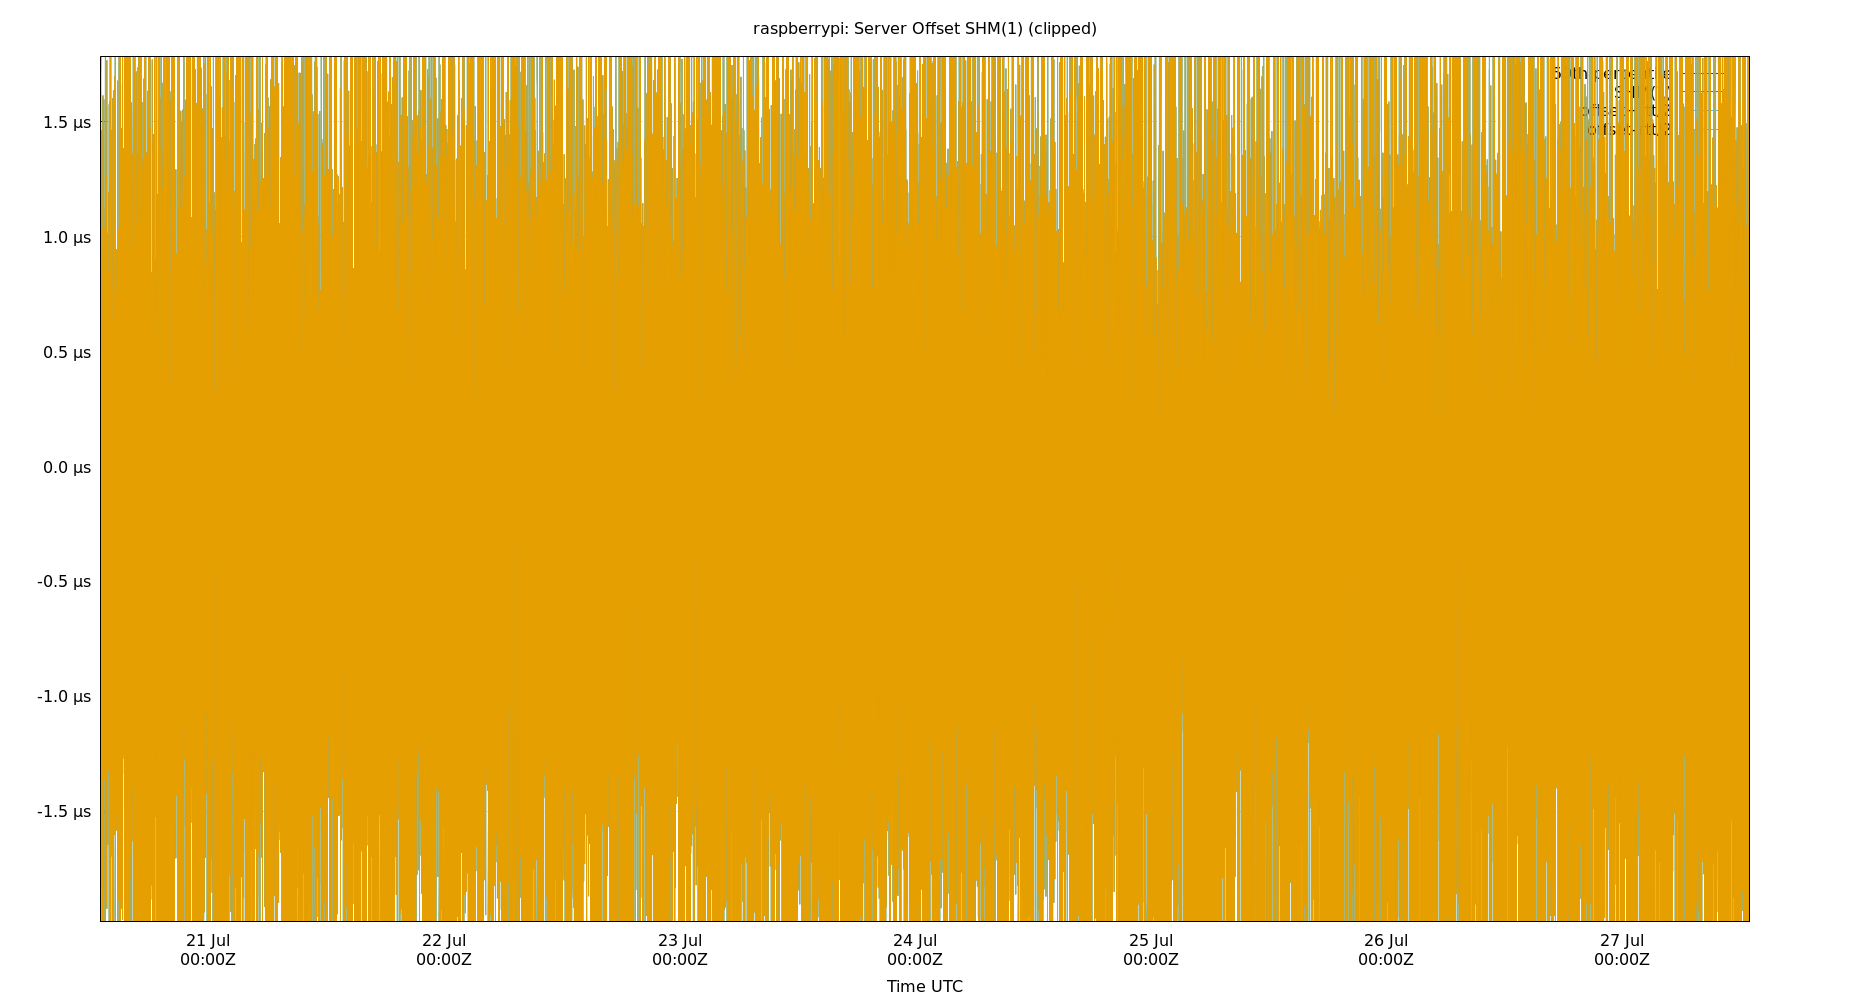 raspberrypi: Server Offset SHM(1) (clipped)
1.5 µs
1.0 µs
0.5 µs
0.0 µs
-0.5 µs
-1.0 µs
-1.5 µs
21 Jul
00:00Z
22 Jul
00:00Z
23 Jul
00:00Z
24 Jul
00:00Z
25 Jul
00:00Z
26 Jul
00:00Z
27 Jul
00:00Z
Time UTC